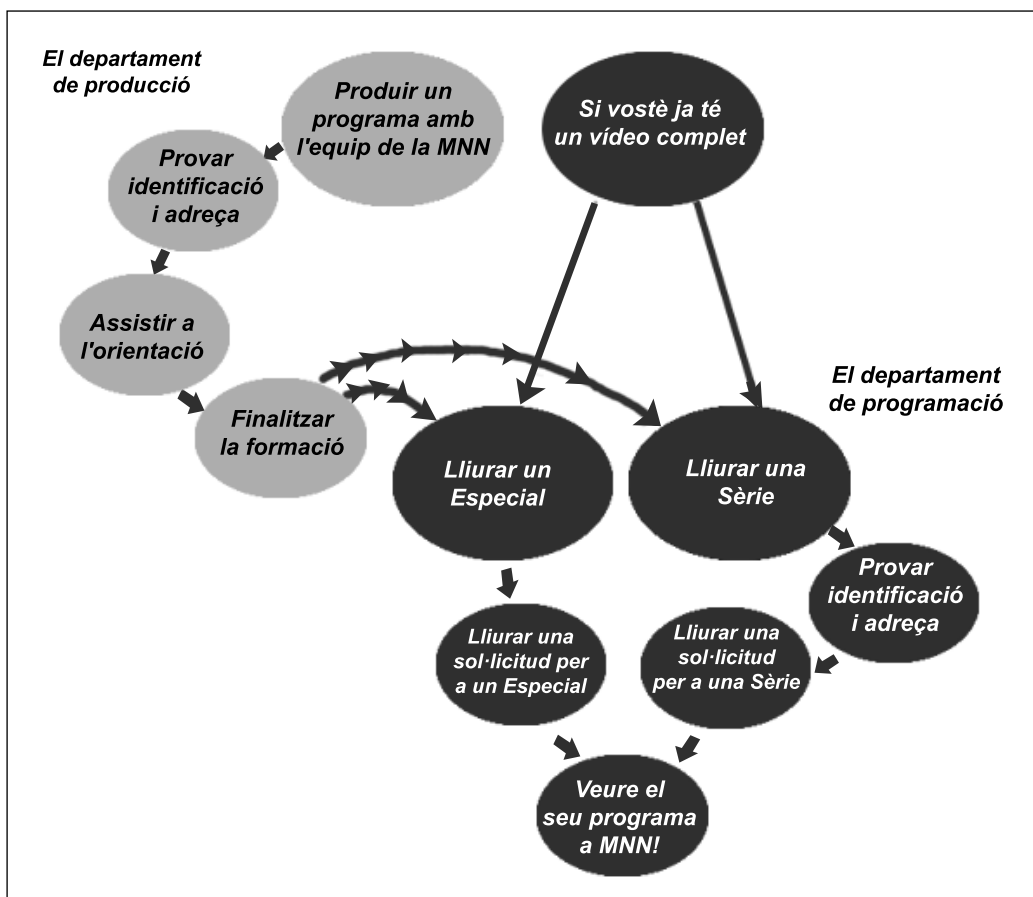 El departament
de producció
Produir un
programa amb
l'equip de la MNN
Si vostè ja té
un vídeo complet
Provar
identificació
i adreça
Assistir a
l'orientació
Finalitzar
la formació
El departament
de programació
Lliurar un
Especial
Lliurar una
Sèrie
Provar
identificació
i adreça
Lliurar una
sol·licitud per
a un Especial
Lliurar una
sol·licitud
per a una Sèrie
Veure el
seu programa
a MNN!